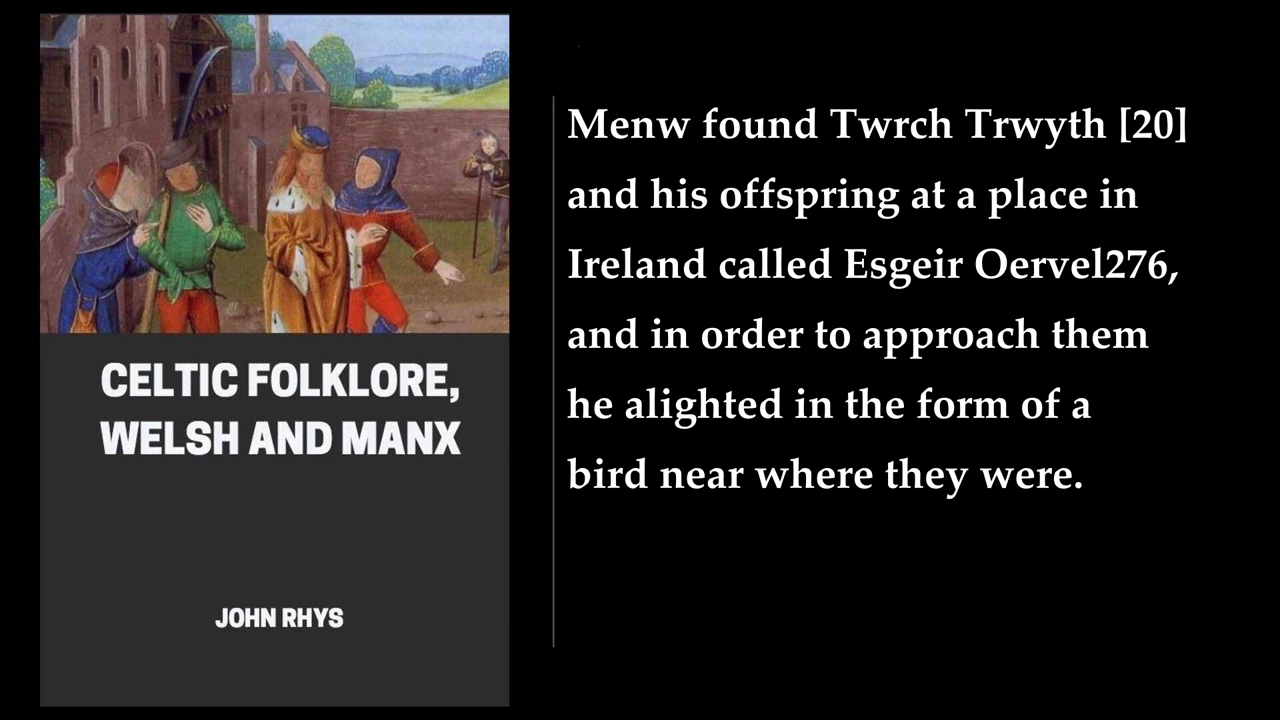 CELTIC FOLKLORE,
WELSH AND MANX
JOHN RHYS
Menw found Twrch Trwyth [20]
and his offspring at a place in
Ireland called Esgeir Oervel276,
and in order to approach them
he alighted in the form of a
bird near where they were.